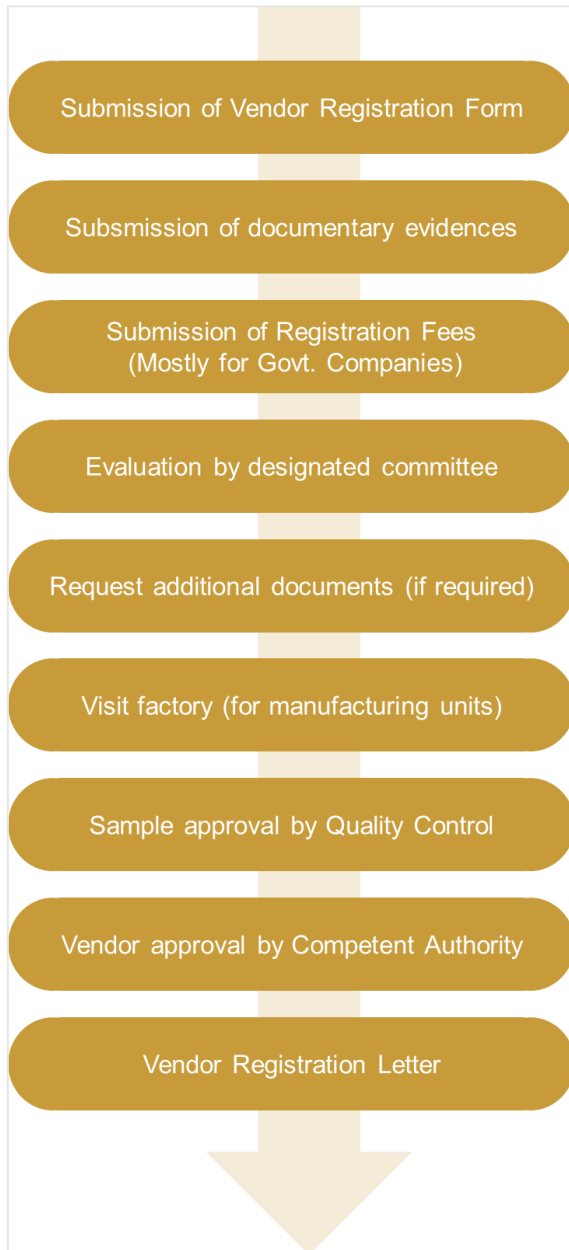 Submission of Vendor Registration Form
Subsmission of documentary evidences
Submission of Registration Fees
(Mostly for Govt. Companies)
Evaluation by designated committee
Request additional documents (if required)
Visit factory (for manufacturing units)
Sample approval by Quality Control
Vendor approval by Competent Authority
Vendor Registration Letter